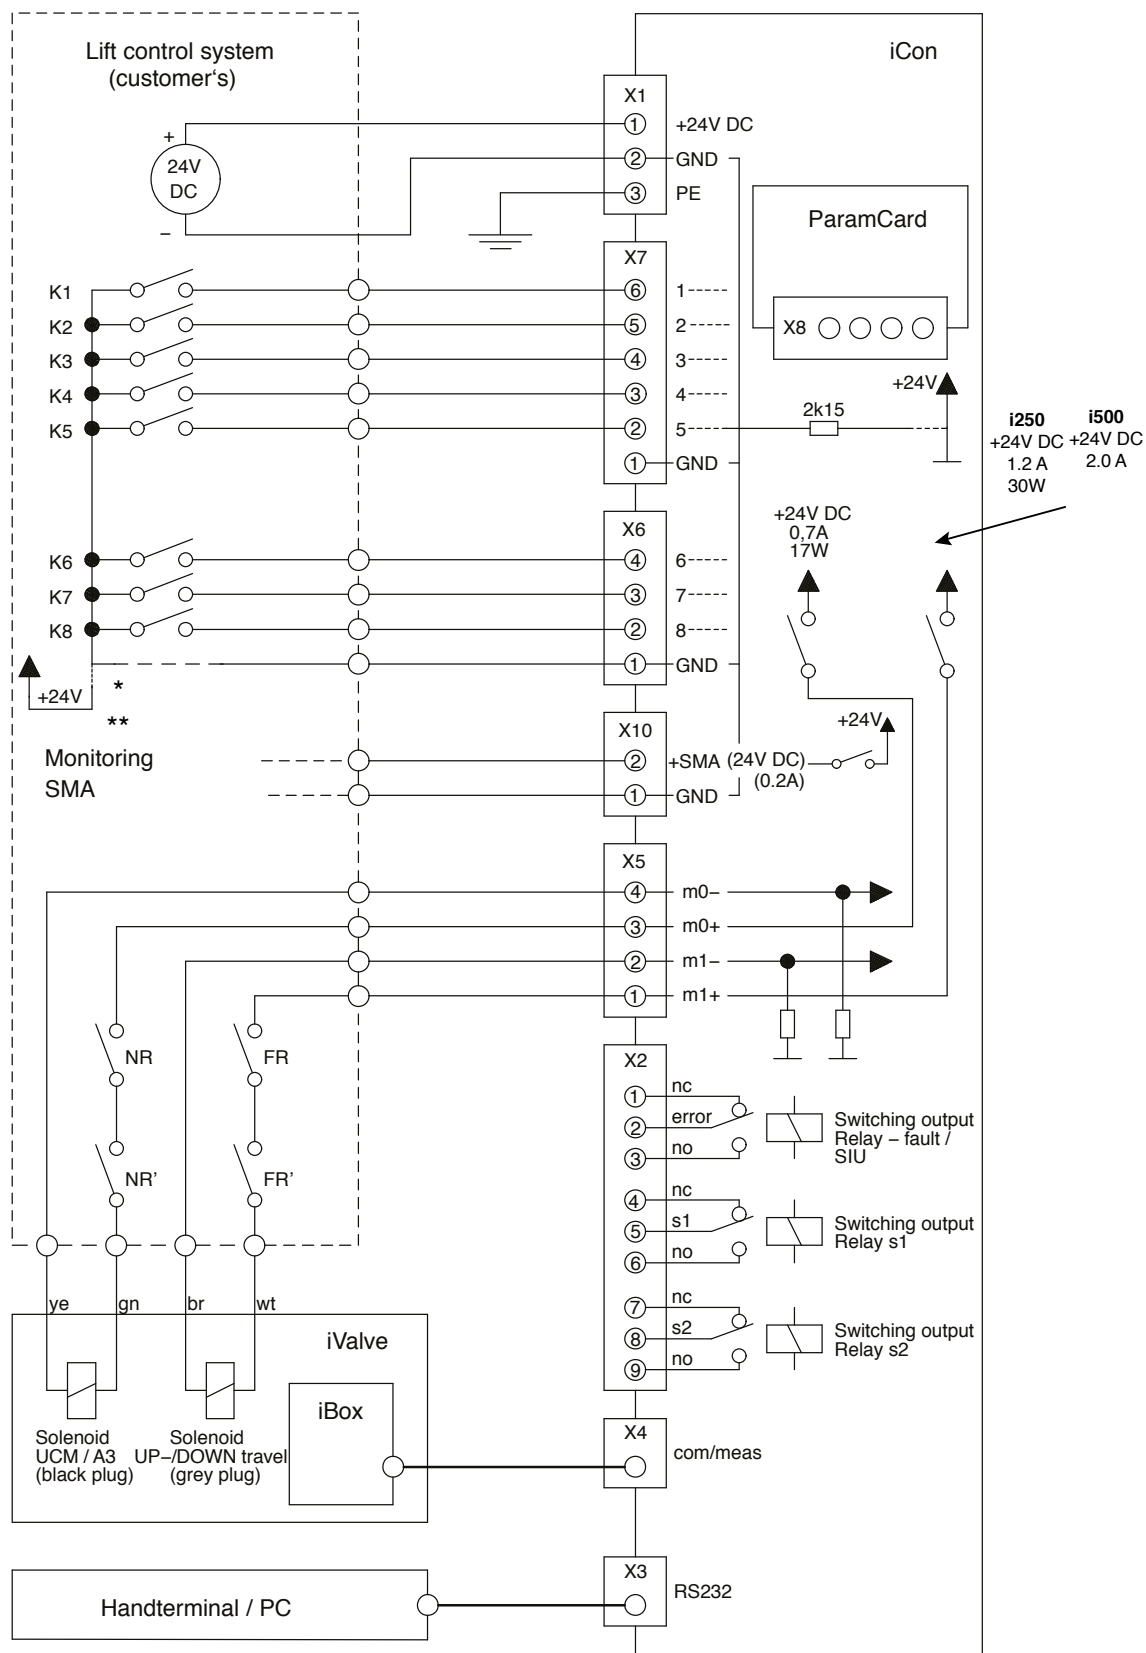 Lift control system
(customer's)
iCon
+
24V
DC
−
X1
1 +24V DC
2 GND
3 PE
ParamCard
X8
X7
K1 6 1
K2 5 2
K3 4 3
K4 3 4
K5 2 5
1 GND
2k15
+24V
i250
+24V DC
1.2 A
30W
i500
+24V DC
2.0 A
+24V DC
0,7A
17W
X6
K6 4 6
K7 3 7
K8 2 8
1 GND
+24V
*
**
Monitoring
SMA
X10
2 +SMA (24V DC)
(0.2A)
+24V
1 GND
X5
4 m0−
3 m0+
2 m1−
1 m1+
NR
FR
NR'
FR'
X2
1 nc
2 error
3 no
Switching output
Relay − fault /
SIU
4 nc
5 s1
6 no
Switching output
Relay s1
7 nc
8 s2
9 no
Switching output
Relay s2
ye gn br wt
iValve
iBox
Solenoid
UCM / A3
(black plug)
Solenoid
UP−/DOWN travel
(grey plug)
X4
com/meas
X3
RS232
Handterminal / PC